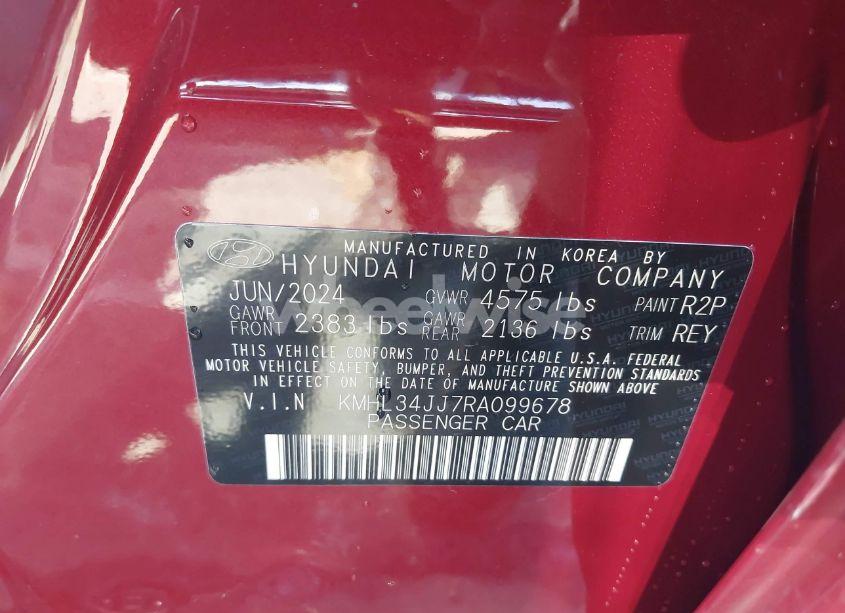 MANUFACTURED IN KOREA BY
HYUNDAI MOTOR COMPANY
JUN/2024 GVWR 4575 lbs PAINT R2P
GAWR FRONT 2383 lbs GAWR REAR 2136 lbs TRIM REY
THIS VEHICLE CONFORMS TO ALL APPLICABLE U.S.A. FEDERAL
MOTOR VEHICLE SAFETY, BUMPER, AND THEFT PREVENTION STANDARDS
IN EFFECT ON THE DATE OF MANUFACTURE SHOWN ABOVE
V.I.N KMHL34JJ7RA099678
PASSENGER CAR
wheelwise